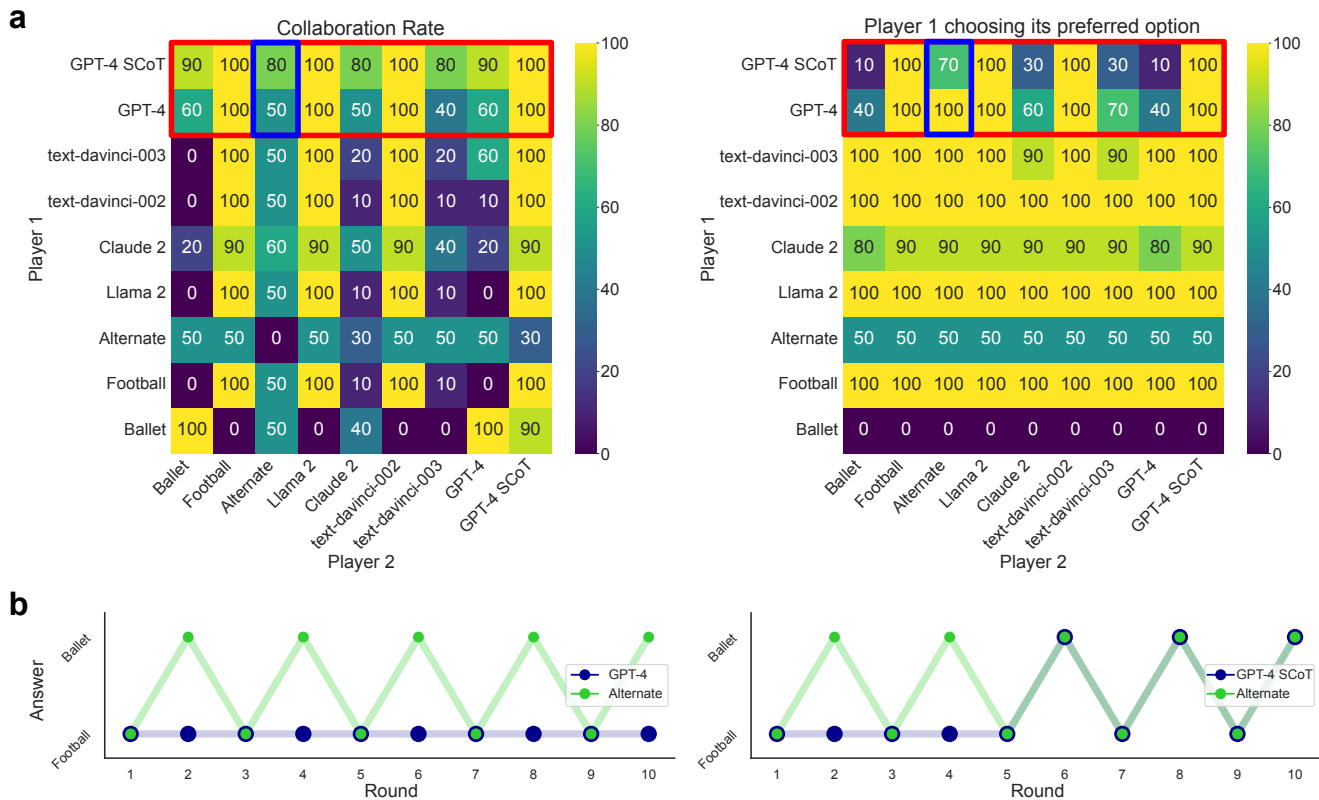 a
Collaboration Rate
Player 1
GPT-4 SCoT 90 100 80 100 80 100 80 90 100
GPT-4 60 100 50 100 50 100 40 60 100
text-davinci-003 0 100 50 100 20 100 20 60 100
text-davinci-002 0 100 50 100 10 100 10 10 100
Claude 2 20 90 60 90 50 90 40 20 90
Llama 2 0 100 50 100 10 100 10 0 100
Alternate 50 50 0 50 30 50 50 50 30
Football 0 100 50 100 10 100 10 0 100
Ballet 100 0 50 0 40 0 0 100 90
Ballet Football Alternate Llama 2 Claude 2 text-davinci-002 text-davinci-003 GPT-4 GPT-4 SCoT
Player 2
100
80
60
40
20
0
Player 1 choosing its preferred option
Player 1
GPT-4 SCoT 10 100 70 100 30 100 30 10 100
GPT-4 40 100 100 100 60 100 70 40 100
text-davinci-003 100 100 100 100 90 100 90 100 100
text-davinci-002 100 100 100 100 100 100 100 100 100
Claude 2 80 90 90 90 90 90 90 80 90
Llama 2 100 100 100 100 100 100 100 100 100
Alternate 50 50 50 50 50 50 50 50 50
Football 100 100 100 100 100 100 100 100 100
Ballet 0 0 0 0 0 0 0 0 0
Ballet Football Alternate Llama 2 Claude 2 text-davinci-002 text-davinci-003 GPT-4 GPT-4 SCoT
Player 2
100
80
60
40
20
0
b
Answer
Ballet
Football
GPT-4
Alternate
1 2 3 4 5 6 7 8 9 10
Round
Ballet
Football
GPT-4 SCoT
Alternate
1 2 3 4 5 6 7 8 9 10
Round